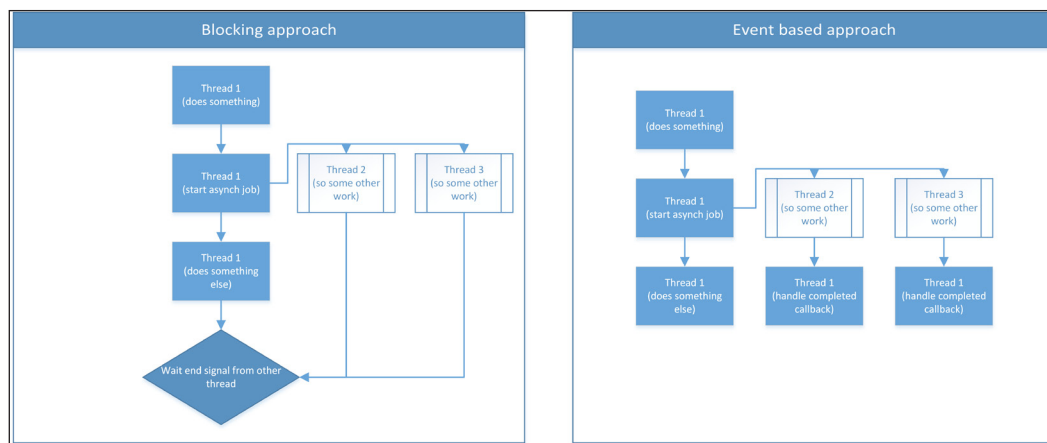 Blocking approach
Thread 1
(does something)
Thread 1
(start asynch job)
Thread 2
(so some other
work)
Thread 3
(so some other
work)
Thread 1
(does something
else)
Wait end signal from other
thread
Event based approach
Thread 1
(does something)
Thread 1
(start asynch job)
Thread 2
(so some other
work)
Thread 3
(so some other
work)
Thread 1
(does something
else)
Thread 1
(handle completed
callback)
Thread 1
(handle completed
callback)